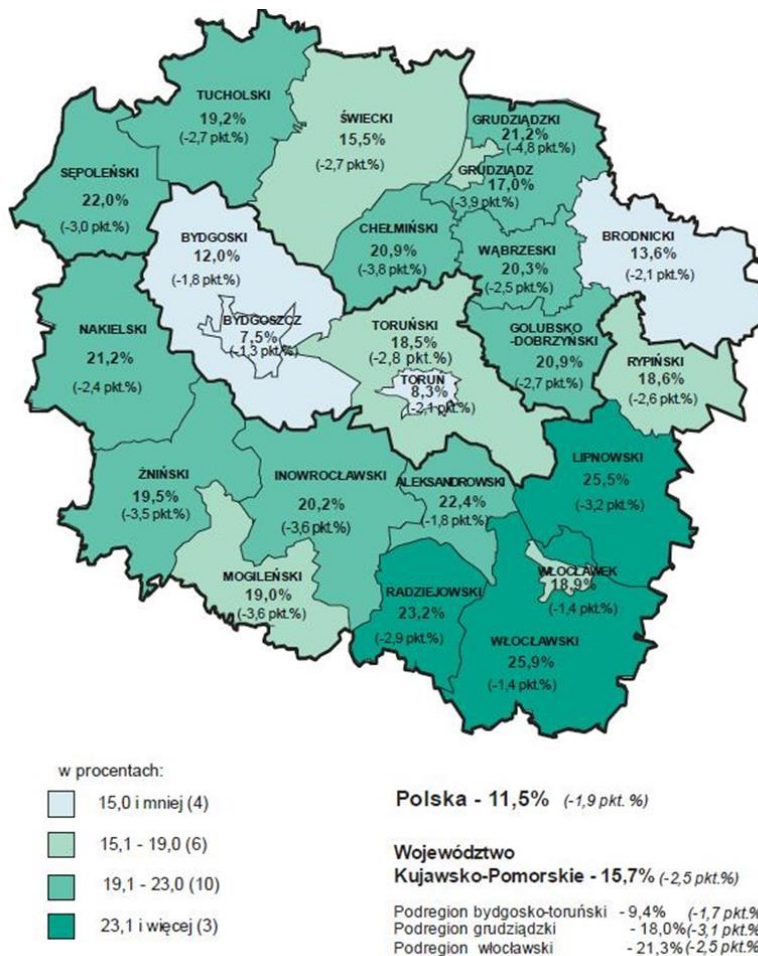 TUCHOLSKI
19,2%
(-2,7 pkt.%)
ŚWIECKI
15,5%
(-2,7 pkt.%)
GRUDZIĄDZKI
21,2%
(-4,8 pkt.%)
GRUDZIĄDZ
17,0%
(-3,9 pkt.%)
SĘPOLEŃSKI
22,0%
(-3,0 pkt.%)
BYDGOSKI
12,0%
(-1,8 pkt.%)
CHEŁMIŃSKI
20,9%
(-3,8 pkt.%)
WĄBRZESKI
20,3%
(-2,5 pkt.%)
BRODNICKI
13,6%
(-2,1 pkt.%)
NAKIELSKI
21,2%
(-2,4 pkt.%)
BYDGOSZCZ
7,5%
(-1,3 pkt.%)
TORUŃSKI
18,5%
(-2,8 pkt.%)
TORUŃ
8,3%
(-2,1 pkt.%)
GOLUBSKO
-DOBRZYŃSKI
20,9%
(-2,7 pkt.%)
RYPIŃSKI
18,6%
(-2,6 pkt.%)
ŻNIŃSKI
19,5%
(-3,5 pkt.%)
INOWROCŁAWSKI
20,2%
(-3,6 pkt.%)
ALEKSANDROWSKI
22,4%
(-1,8 pkt.%)
LIPNOWSKI
25,5%
(-3,2 pkt.%)
MOGILEŃSKI
19,0%
(-3,6 pkt.%)
RADZIEJOWSKI
23,2%
(-2,9 pkt.%)
WŁOCŁAWEK
18,9%
(-1,4 pkt.%)
WŁOCŁAWSKI
25,9%
(-1,4 pkt.%)
w procentach:
15,0 i mniej (4)
15,1 - 19,0 (6)
19,1 - 23,0 (10)
23,1 i więcej (3)
Polska - 11,5% (-1,9 pkt. %)
Województwo
Kujawsko-Pomorskie - 15,7% (-2,5 pkt.%)
Podregion bydgosko-toruński - 9,4% (-1,7 pkt.%
Podregion grudziądzki - 18,0% (-3,1 pkt.%)
Podregion włocławski - 21,3% (-2,5 pkt.%)